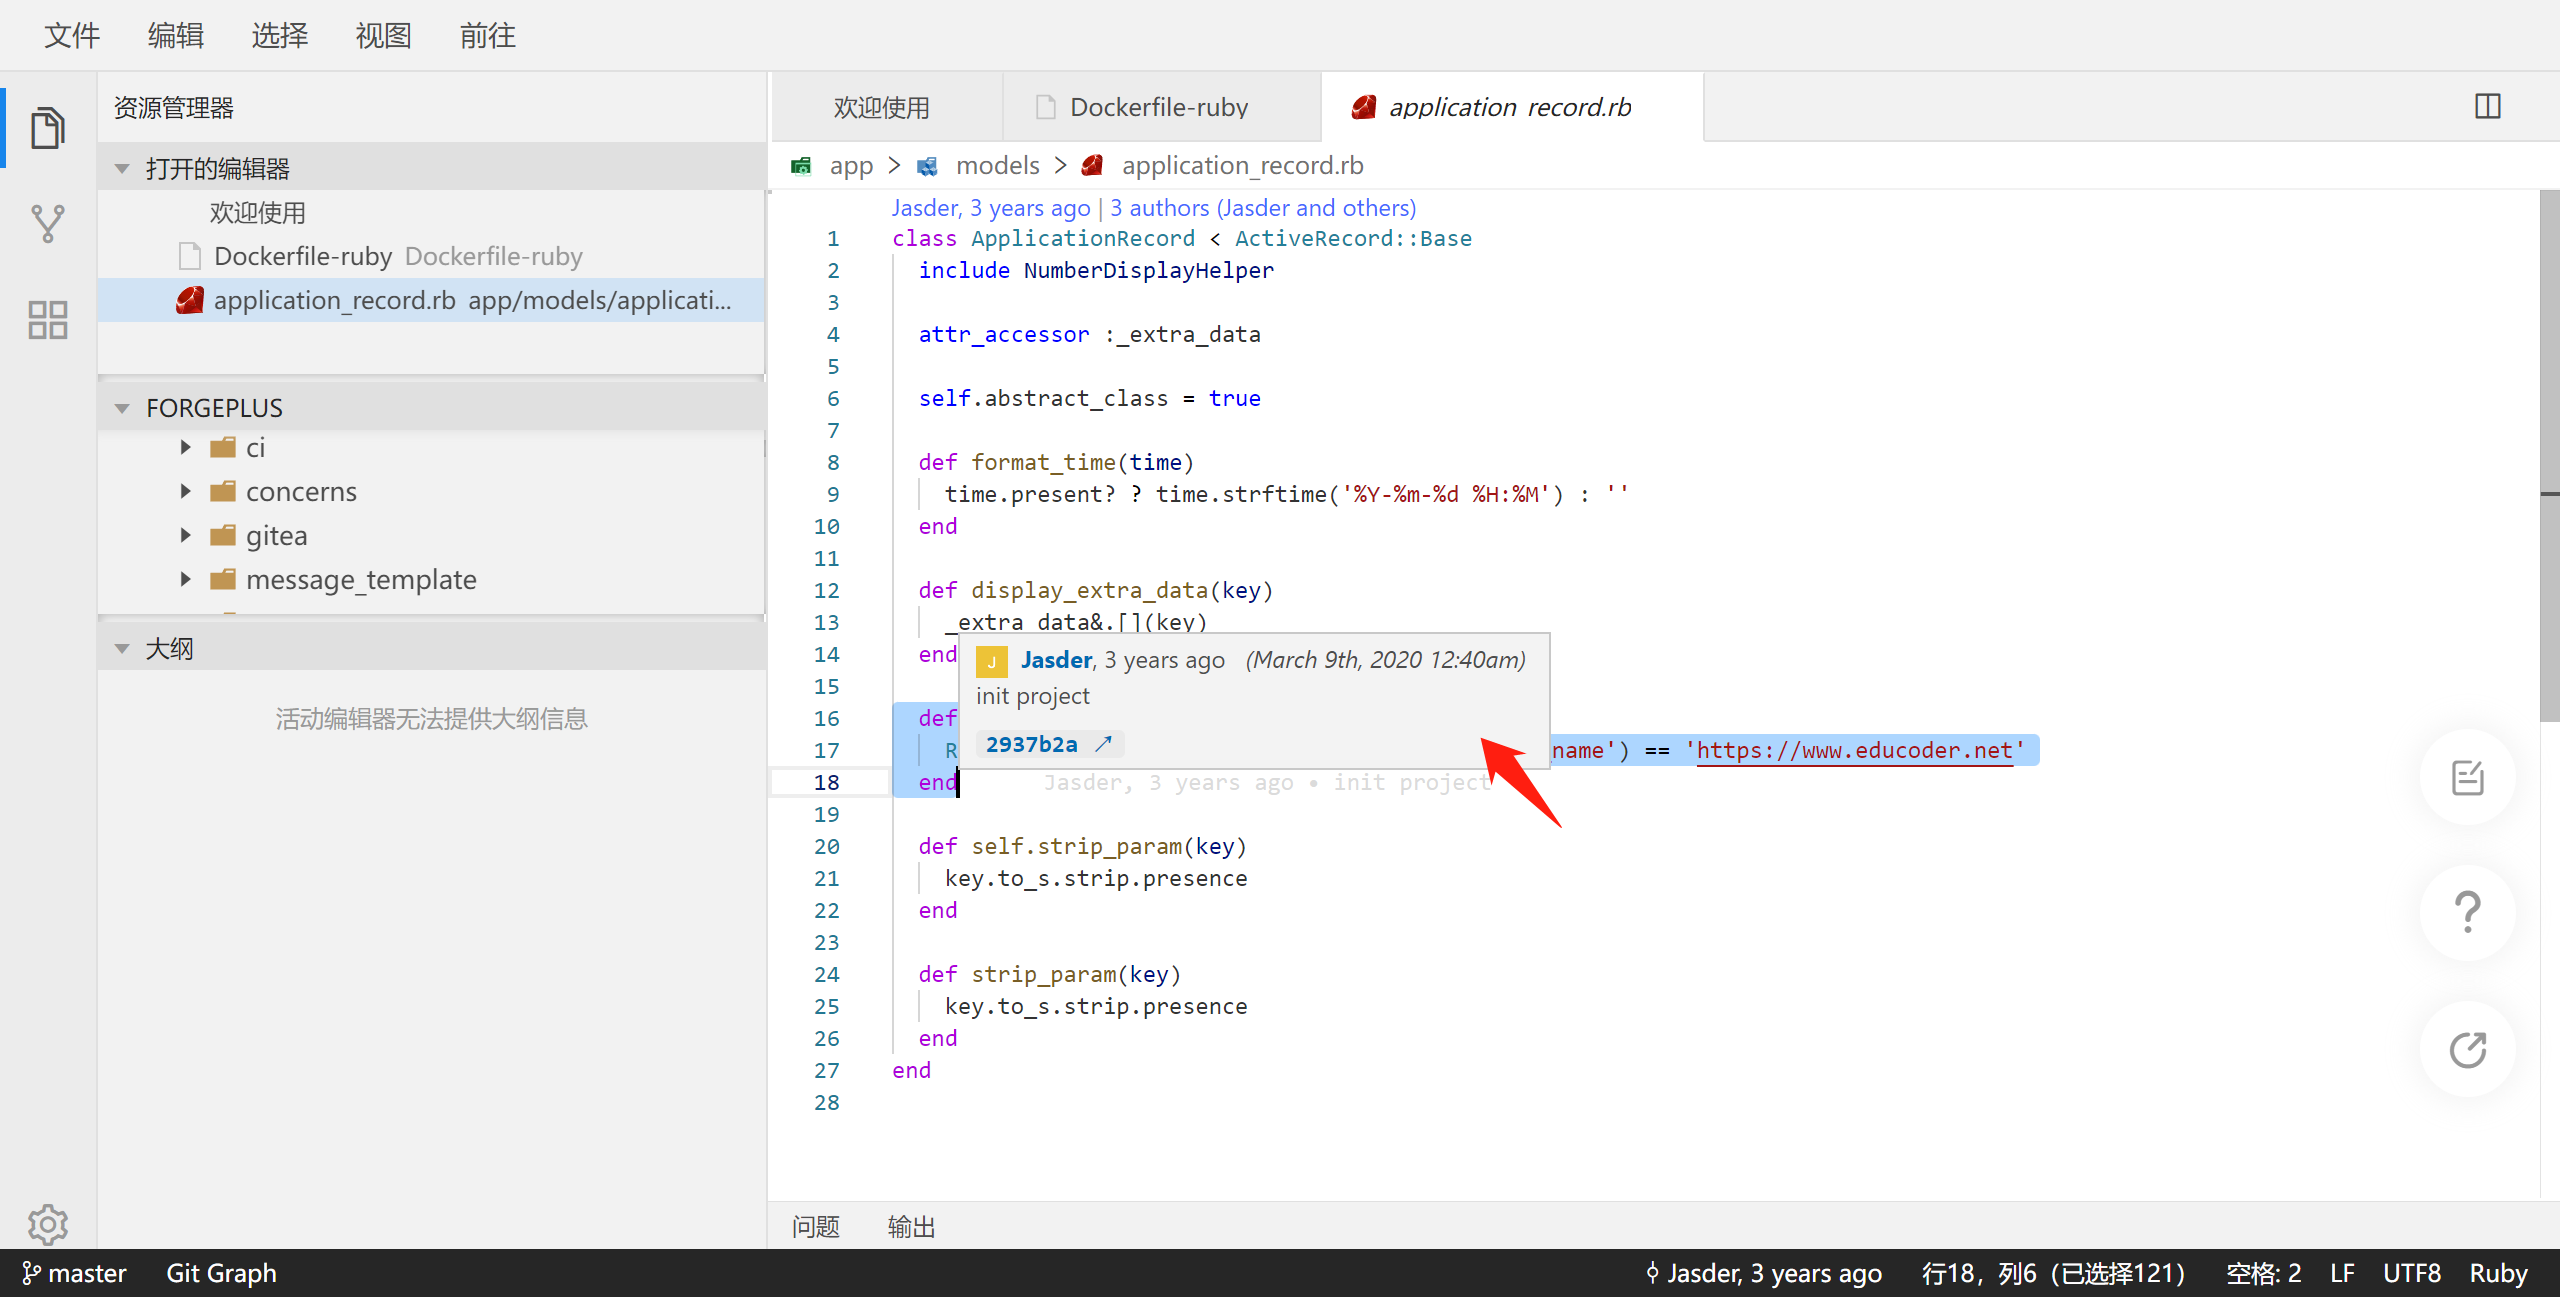 文件 编辑 选择 视图 前往
资源管理器
打开的编辑器
欢迎使用
Dockerfile-ruby Dockerfile-ruby
application_record.rb app/models/applicati...
FORGEPLUS
ci
concerns
gitea
message_template
大纲
活动编辑器无法提供大纲信息
欢迎使用 Dockerfile-ruby application_record.rb
app > models > application_record.rb
Jasder, 3 years ago | 3 authors (Jasder and others)
1 class ApplicationRecord < ActiveRecord::Base
2 include NumberDisplayHelper
3
4 attr_accessor :_extra_data
5
6 self.abstract_class = true
7
8 def format_time(time)
9 time.present? ? time.strftime('%Y-%m-%d %H:%M') : ''
10 end
11
12 def display_extra_data(key)
13 _extra_data&.[](key)
14 end
15
16 def
17 R name') == 'https://www.educoder.net'
18 end Jasder, 3 years ago • init project
19
20 def self.strip_param(key)
21 key.to_s.strip.presence
22 end
23
24 def strip_param(key)
25 key.to_s.strip.presence
26 end
27 end
28
J Jasder, 3 years ago (March 9th, 2020 12:40am)
init project
2937b2a
问题 输出
master Git Graph Jasder, 3 years ago 行18，列6（已选择121） 空格: 2 LF UTF8 Ruby